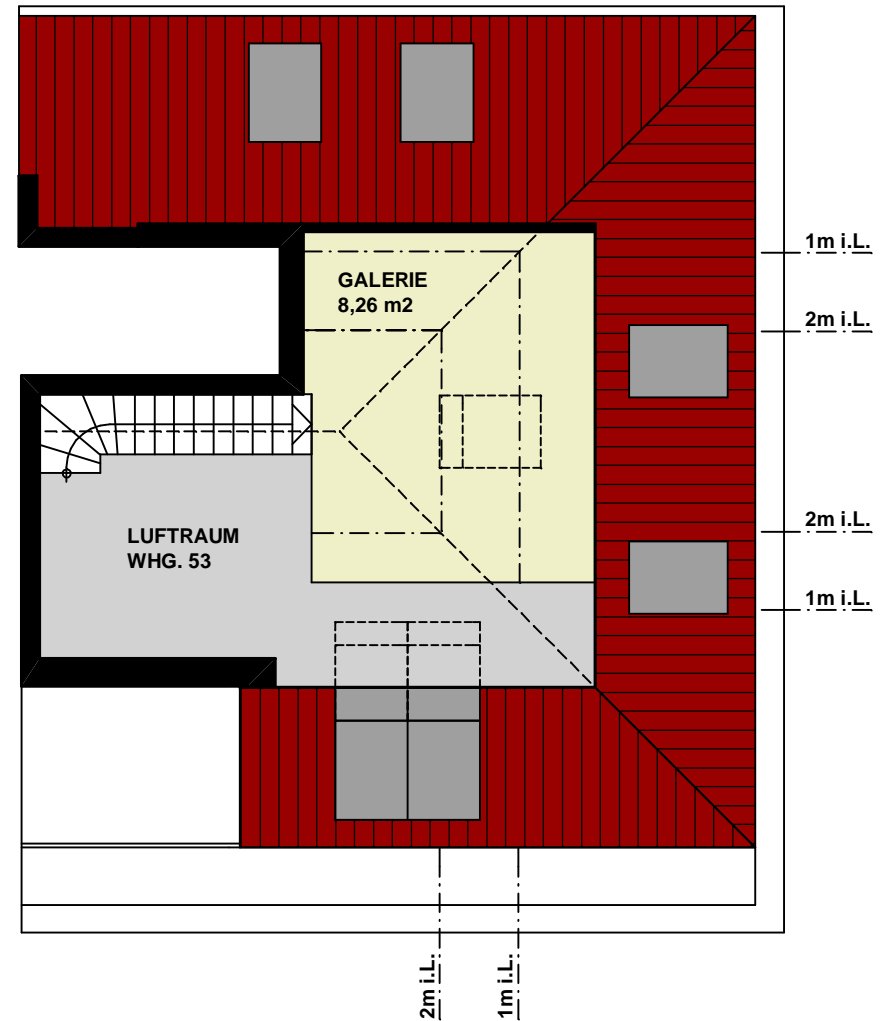 1m i.L.
GALERIE
8,26 m2
2m i.L.
LUFTRAUM
WHG. 53
2m i.L.
1m i.L.
2m i.L.
1m i.L.